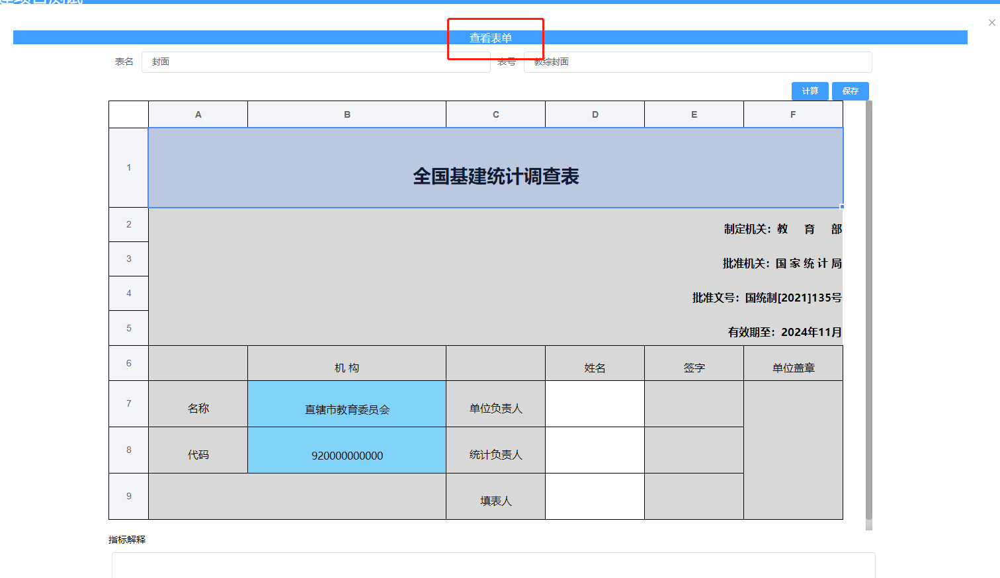 查看表单
表名 封面 表号 教综封面
计算 保存
A B C D E F
1 全国基建统计调查表
2 制定机关：教 育 部
3 批准机关：国 家 统 计 局
4 批准文号：国统制[2021]135号
5 有效期至：2024年11月
6 机 构 姓名 签字 单位盖章
7 名称 直辖市教育委员会 单位负责人
8 代码 920000000000 统计负责人
9 填表人
指标解释